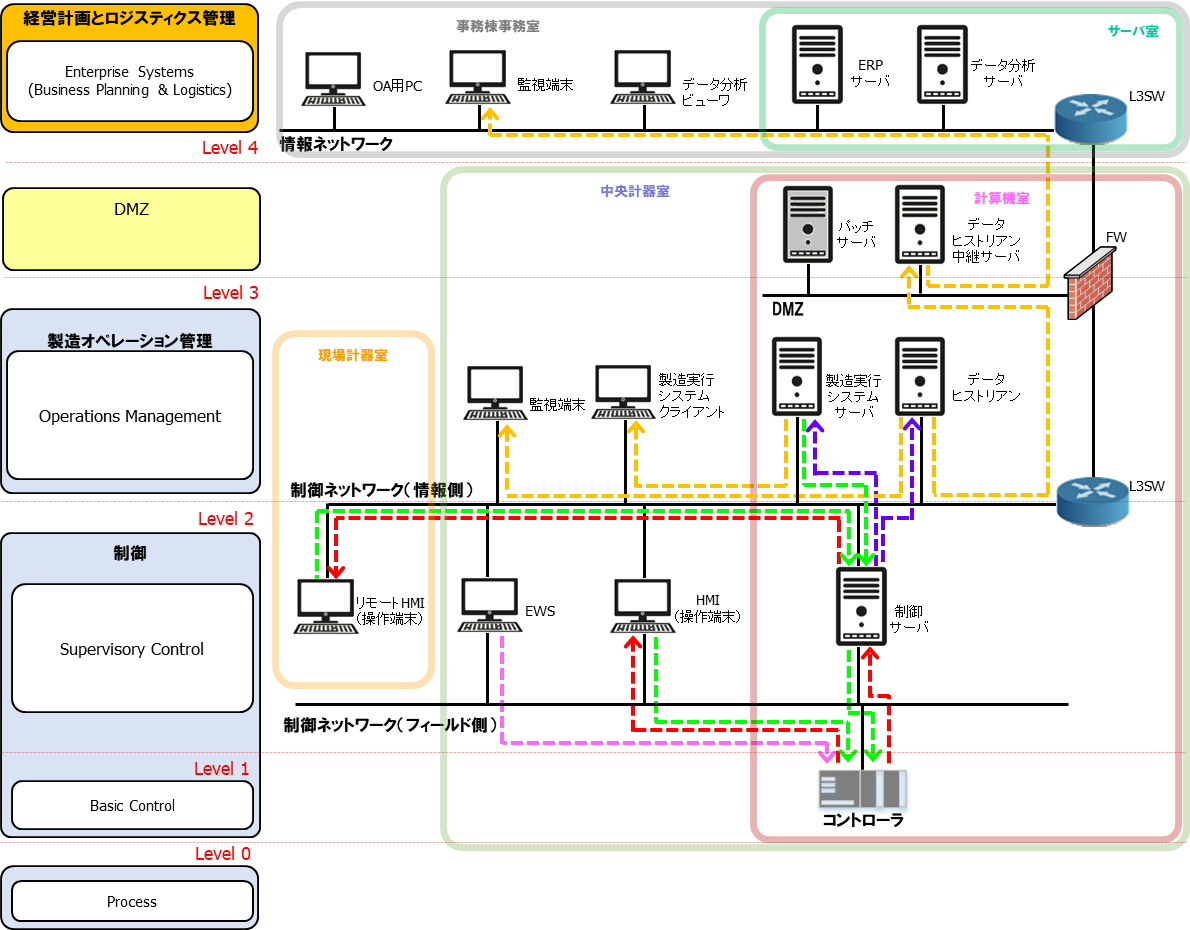 経営計画とロジスティクス管理
Enterprise Systems
(Business Planning & Logistics)
Level 4
事務棟事務室
サーバ室
OA用PC
監視端末
データ分析
ビューワ
ERP
サーバ
データ分析
サーバ
L3SW
情報ネットワーク
DMZ
中央計器室
計算機室
パッチ
サーバ
データ
ヒストリアン
中継サーバ
FW
DMZ
Level 3
製造オペレーション管理
Operations Management
現場計器室
監視端末
製造実行
システム
クライアント
製造実行
システム
サーバ
データ
ヒストリアン
L3SW
制御ネットワーク（情報側）
Level 2
制御
Supervisory Control
リモートHMI
（操作端末）
EWS
HMI
（操作端末）
制御
サーバ
制御ネットワーク（フィールド側）
Level 1
Basic Control
コントローラ
Level 0
Process